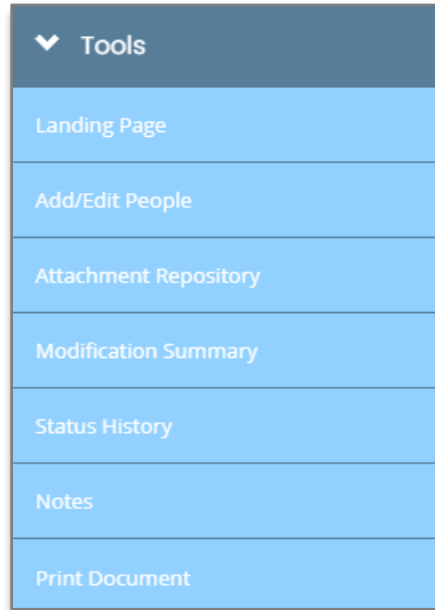 Tools
Landing Page
Add/Edit People
Attachment Repository
Modification Summary
Status History
Notes
Print Document